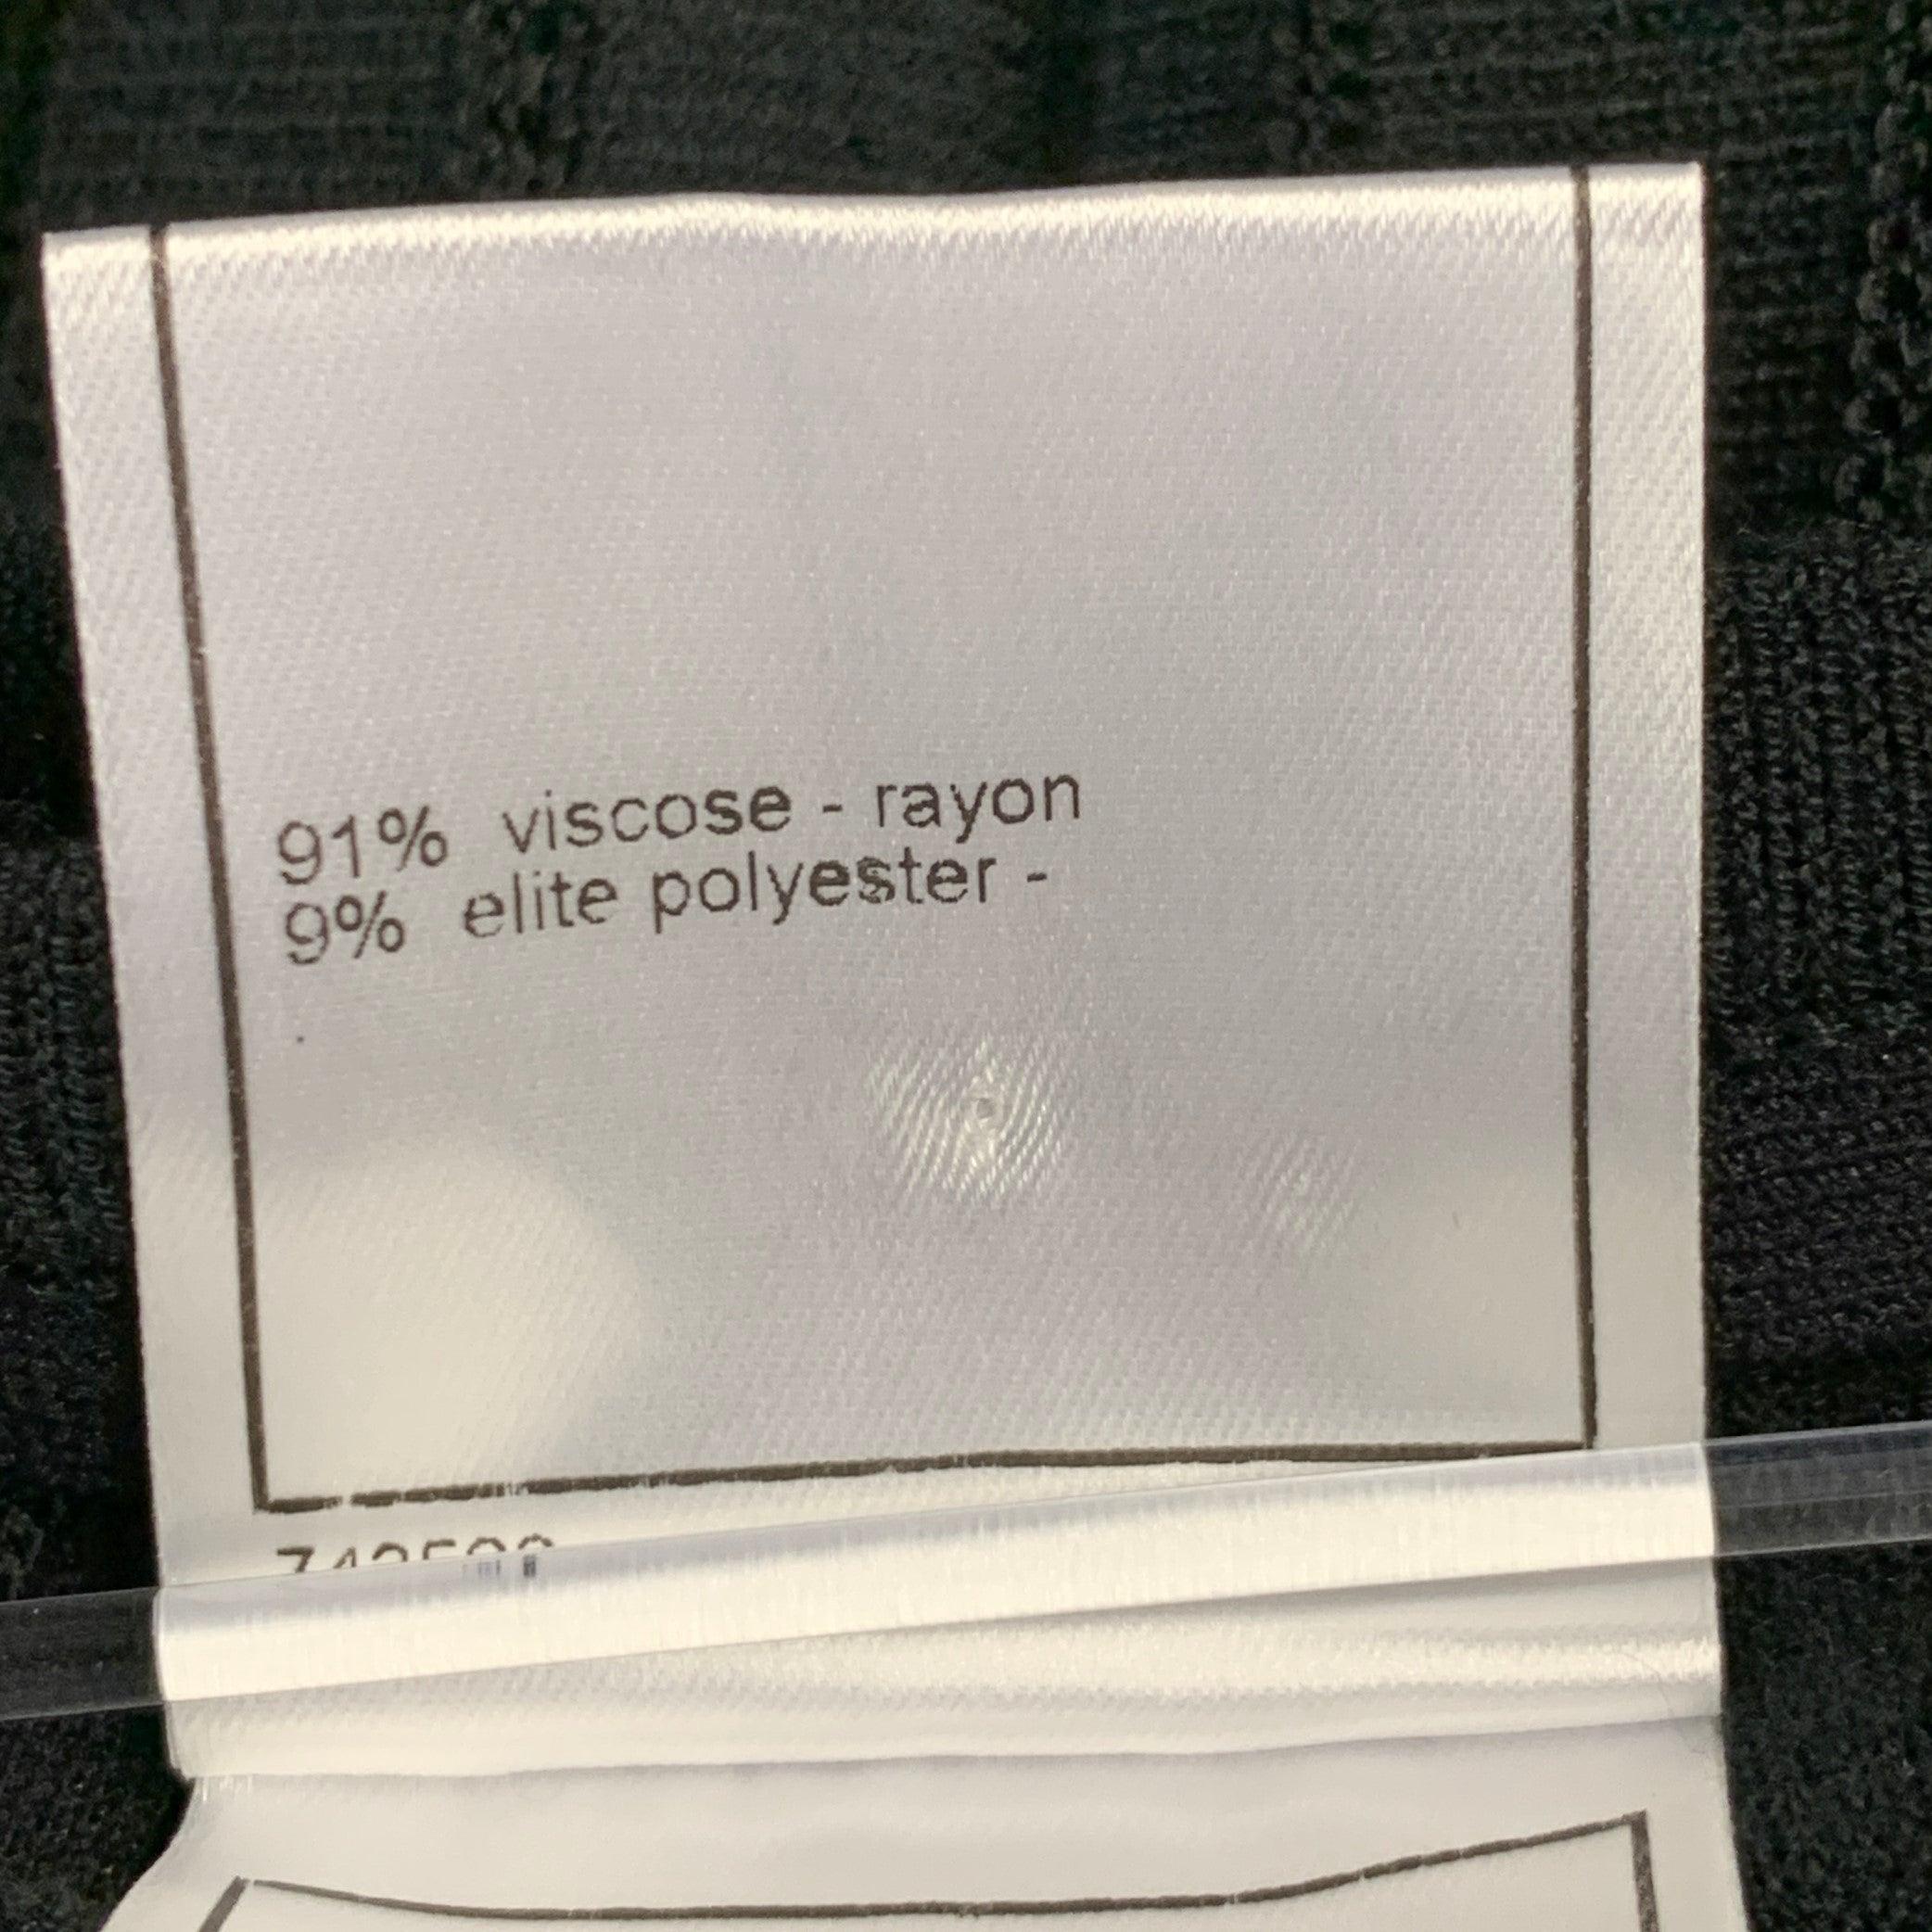 91% viscose - rayon
9% elite polyester -